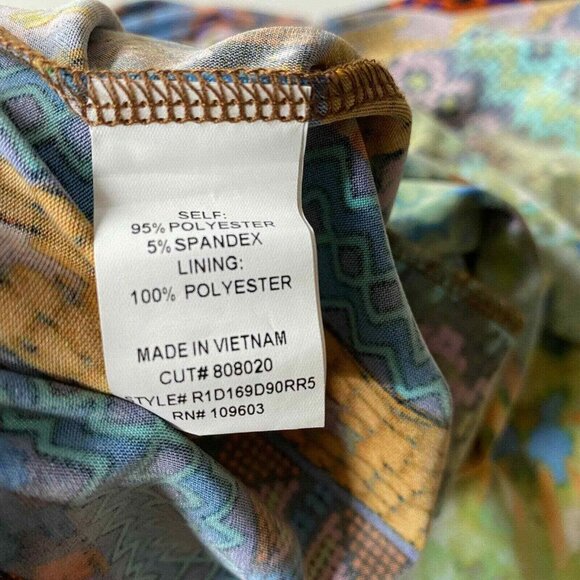 SELF:
95% POLYESTER
5% SPANDEX
LINING:
100% POLYESTER
MADE IN VIETNAM
CUT# 808020
STYLE# R1D169D90RR5
RN# 109603